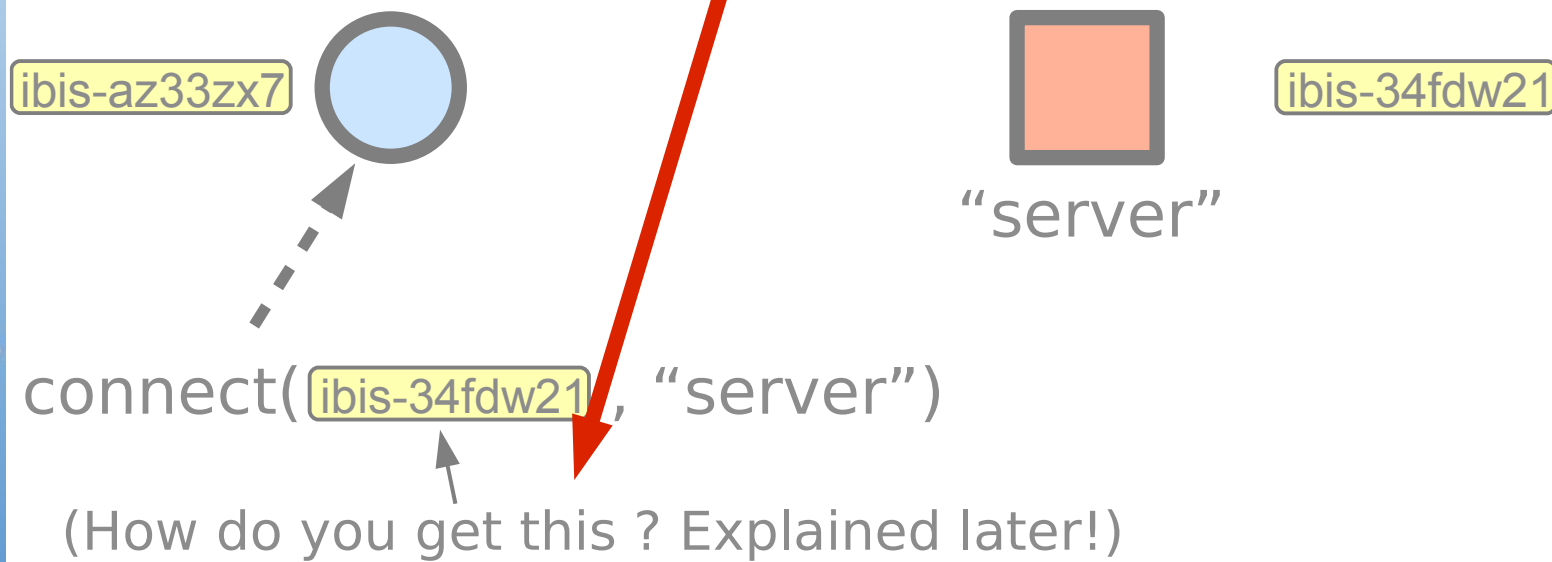 ibis-az33zx7
ibis-34fdw21
“server”
connect(ibis-34fdw21, “server”)
(How do you get this ? Explained later!)